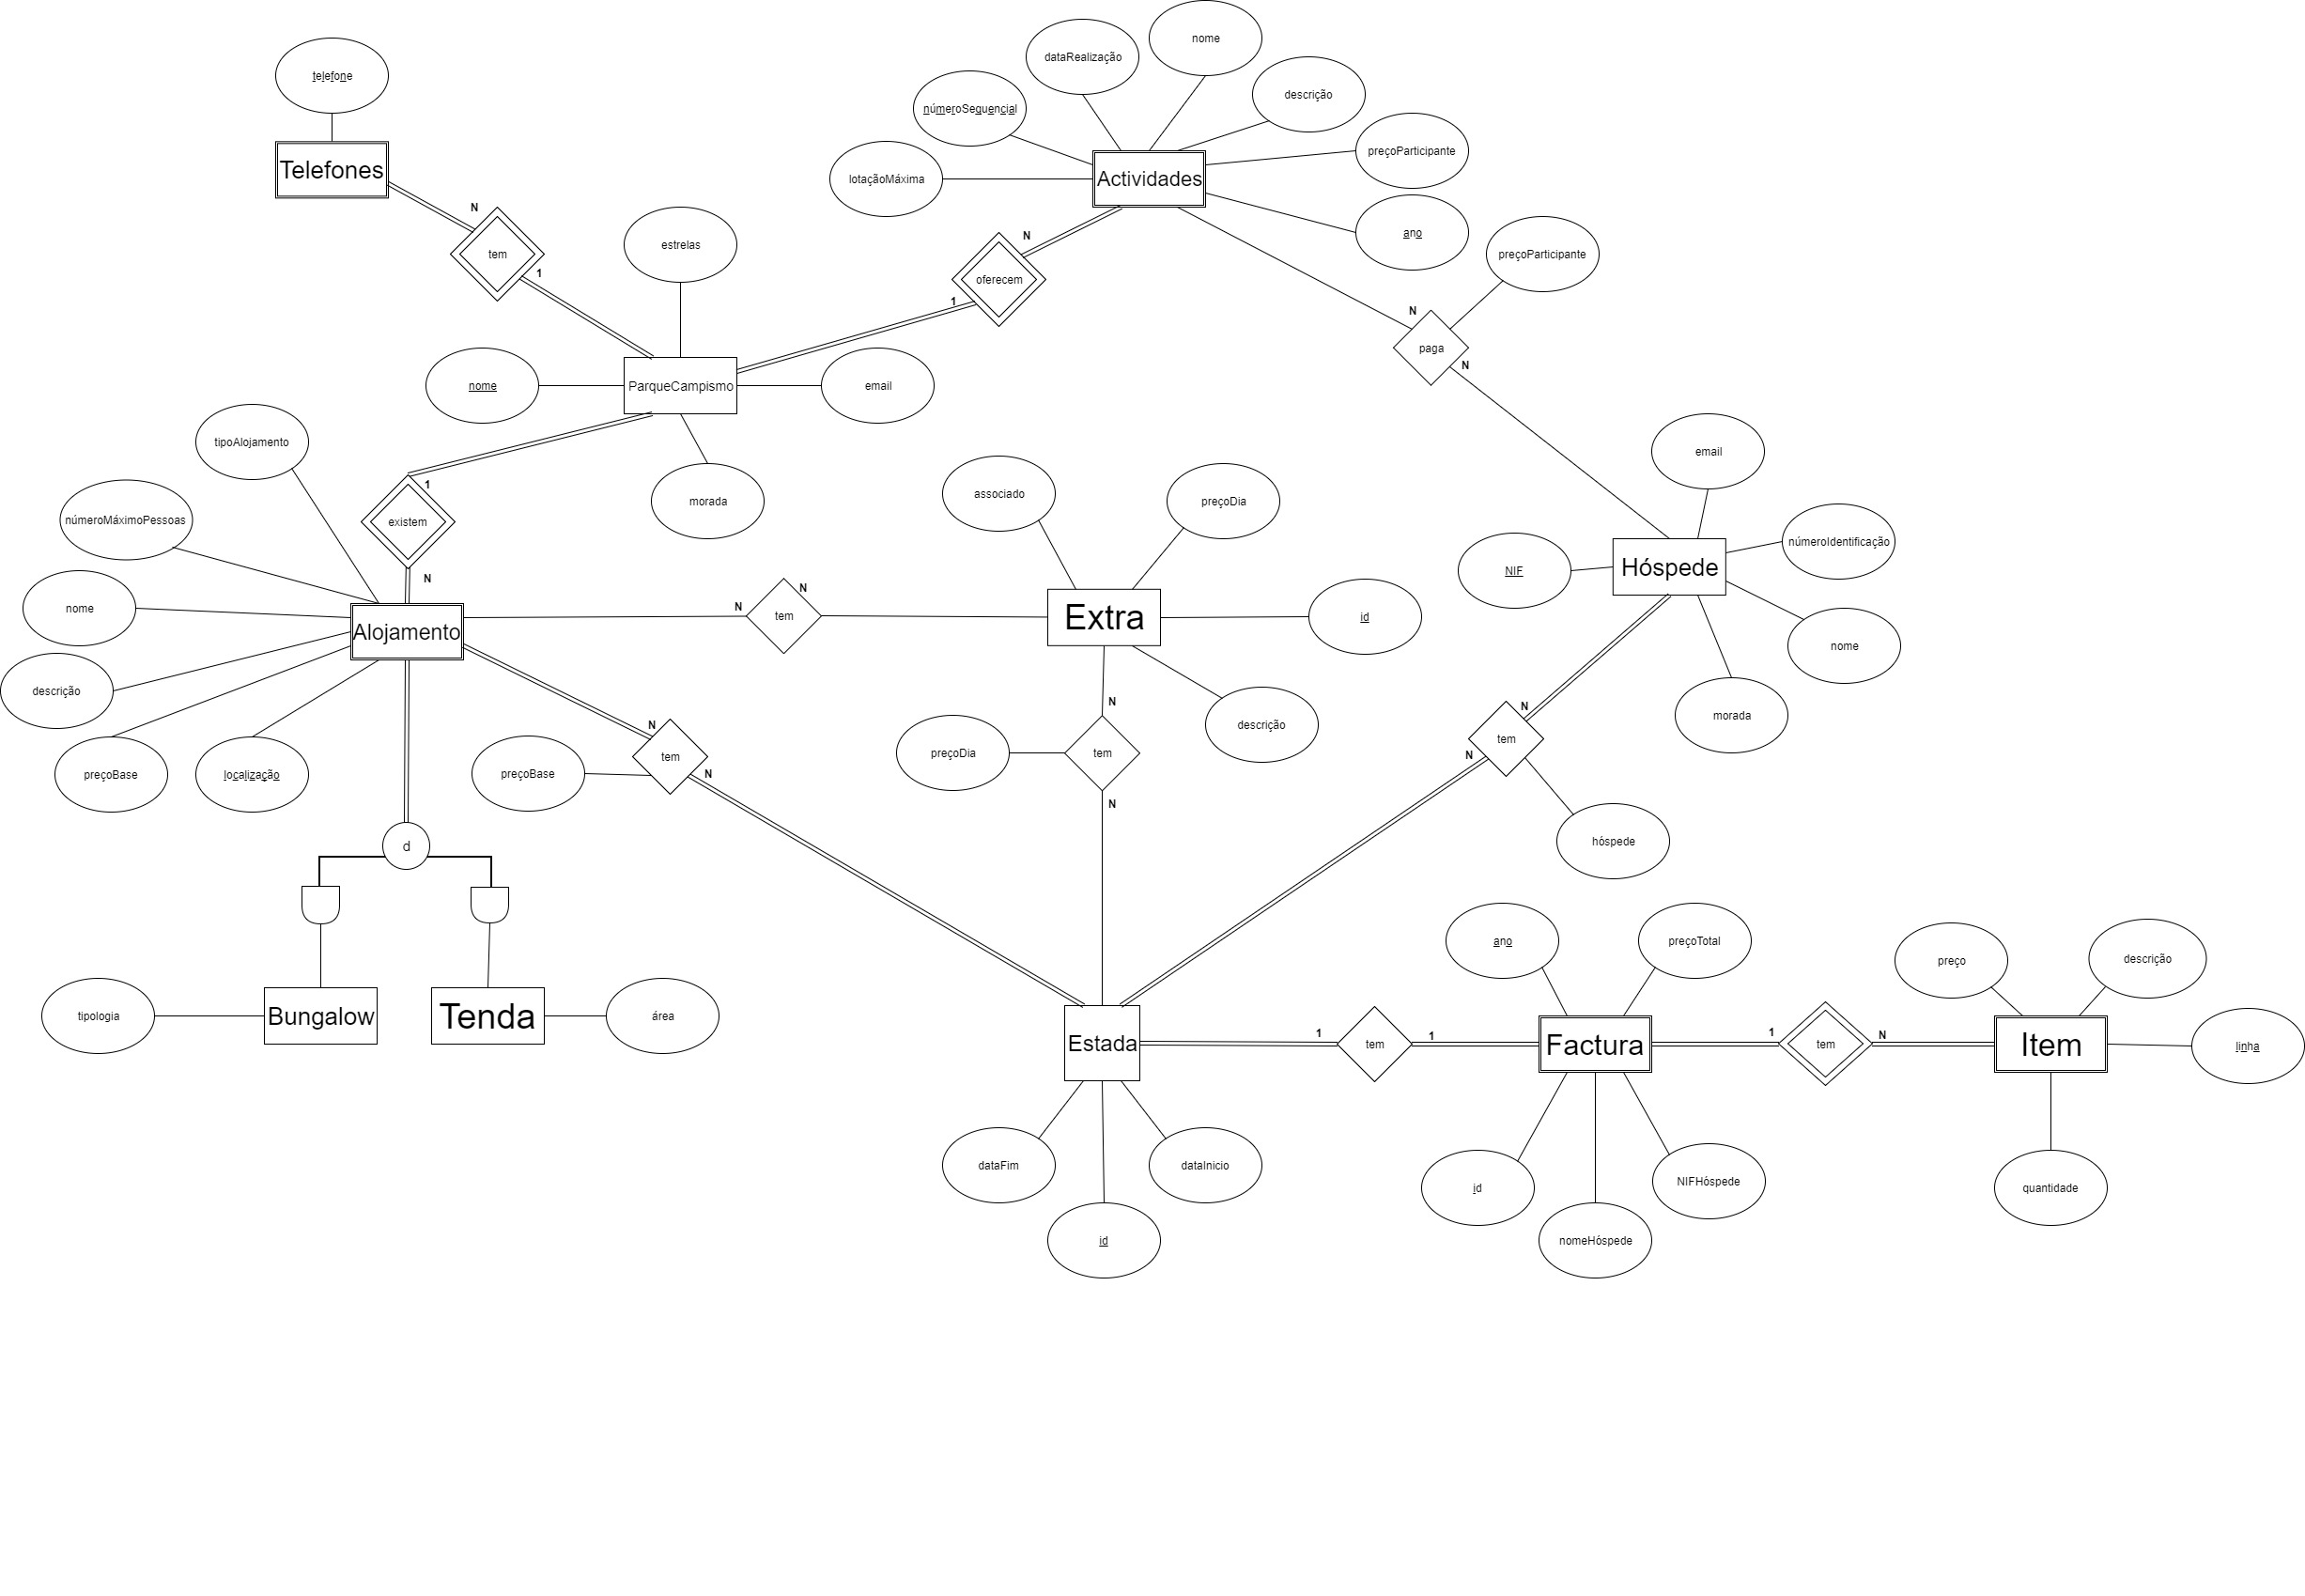 nome
dataRealização
telefone
descrição
númeroSequencial
preçoParticipante
Telefones
Actividades
lotaçãoMáxima
N
ano
N
estrelas
tem
preçoParticipante
1
oferecem
1
N
paga
N
nome
ParqueCampismo
email
tipoAlojamento
email
1
associado
preçoDia
morada
númeroMáximoPessoas
existem
númeroIdentificação
NIF
Hóspede
N
N
nome
N
tem
Extra
id
Alojamento
nome
descrição
N
N
morada
N
descrição
tem
N
preçoDia
tem
tem
N
preçoBase
localização
preçoBase
N
N
hóspede
d
ano
preçoTotal
preço
descrição
tipologia
Bungalow
Tenda
área
1
1
1
N
Estada
tem
Factura
tem
Item
linha
dataFim
dataInicio
id
NIFHóspede
quantidade
id
nomeHóspede